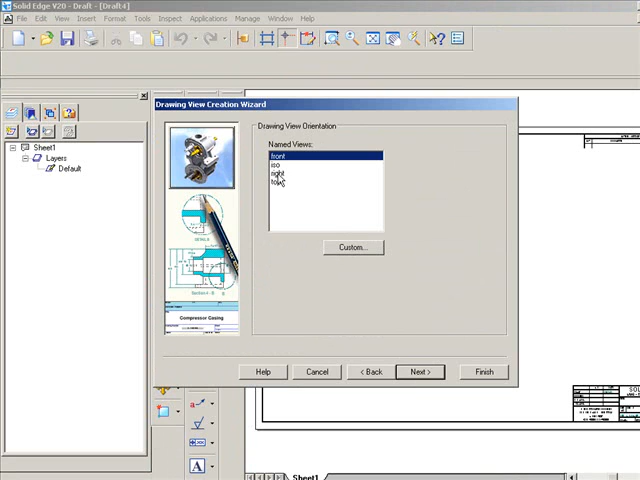 Solid Edge V20 - Draft - [Draft4]
File Edit View Insert Format Tools Inspect Applications Manage Window Help
Drawing View Creation Wizard
Drawing View Orientation
Named Views:
front
iso
right
Custom...
Sheet1
Layers
Default
DETAIL B
Compressor Casing
Help Cancel < Back Next > Finish
A
Sheet1